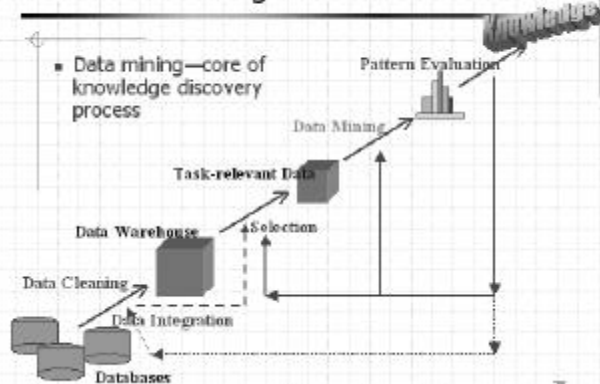 Knowledge
▪ Data mining—core of
knowledge discovery
process
Pattern Evaluation
Data Mining
Task-relevant Data
Data Warehouse
Selection
Data Cleaning
Data Integration
Databases